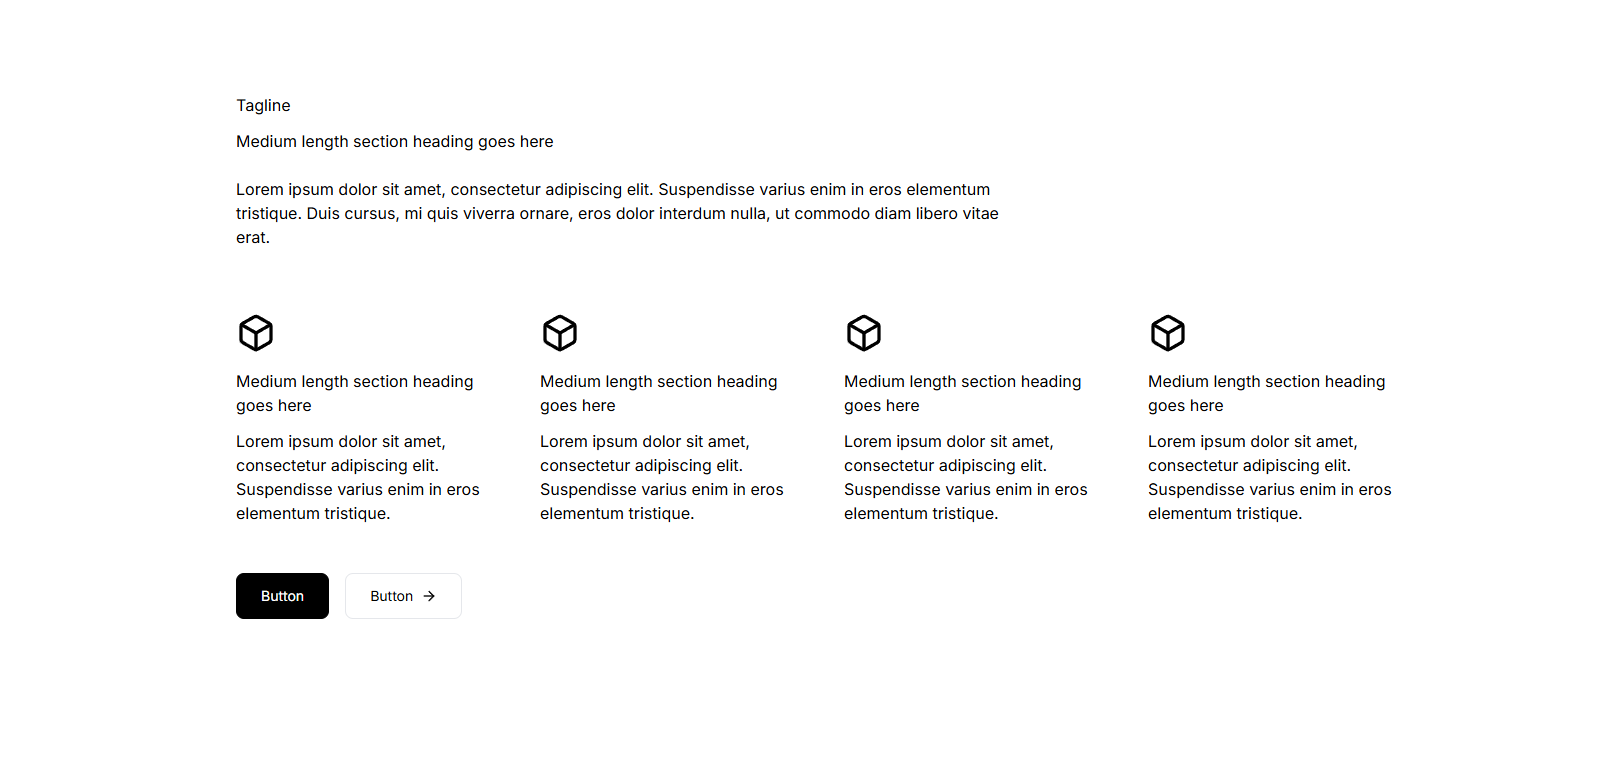 Tagline
Medium length section heading goes here
Lorem ipsum dolor sit amet, consectetur adipiscing elit. Suspendisse varius enim in eros elementum
tristique. Duis cursus, mi quis viverra ornare, eros dolor interdum nulla, ut commodo diam libero vitae
erat.
Medium length section heading
goes here
Lorem ipsum dolor sit amet,
consectetur adipiscing elit.
Suspendisse varius enim in eros
elementum tristique.
Medium length section heading
goes here
Lorem ipsum dolor sit amet,
consectetur adipiscing elit.
Suspendisse varius enim in eros
elementum tristique.
Medium length section heading
goes here
Lorem ipsum dolor sit amet,
consectetur adipiscing elit.
Suspendisse varius enim in eros
elementum tristique.
Medium length section heading
goes here
Lorem ipsum dolor sit amet,
consectetur adipiscing elit.
Suspendisse varius enim in eros
elementum tristique.
Button
Button